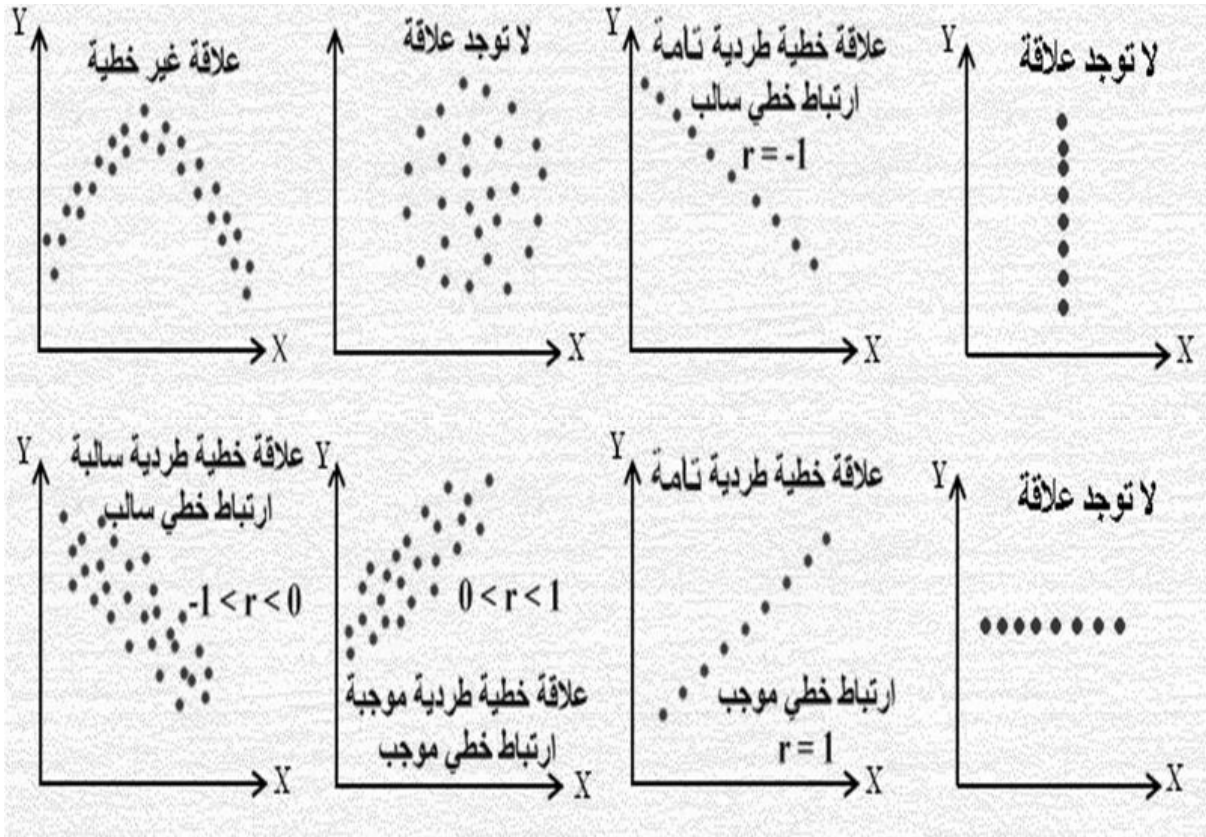 Y
علاقة غير خطية
X
لا توجد علاقة
X
Y
علاقة خطية طردية تامة
ارتباط خطي سالب
r = -1
X
Y
لا توجد علاقة
X
Y
علاقة خطية طردية سالبة
ارتباط خطي سالب
-1 < r < 0
X
Y
0 < r < 1
علاقة خطية طردية موجبة
ارتباط خطي موجب
X
Y
علاقة خطية طردية تامة
ارتباط خطي موجب
r = 1
X
Y
لا توجد علاقة
X